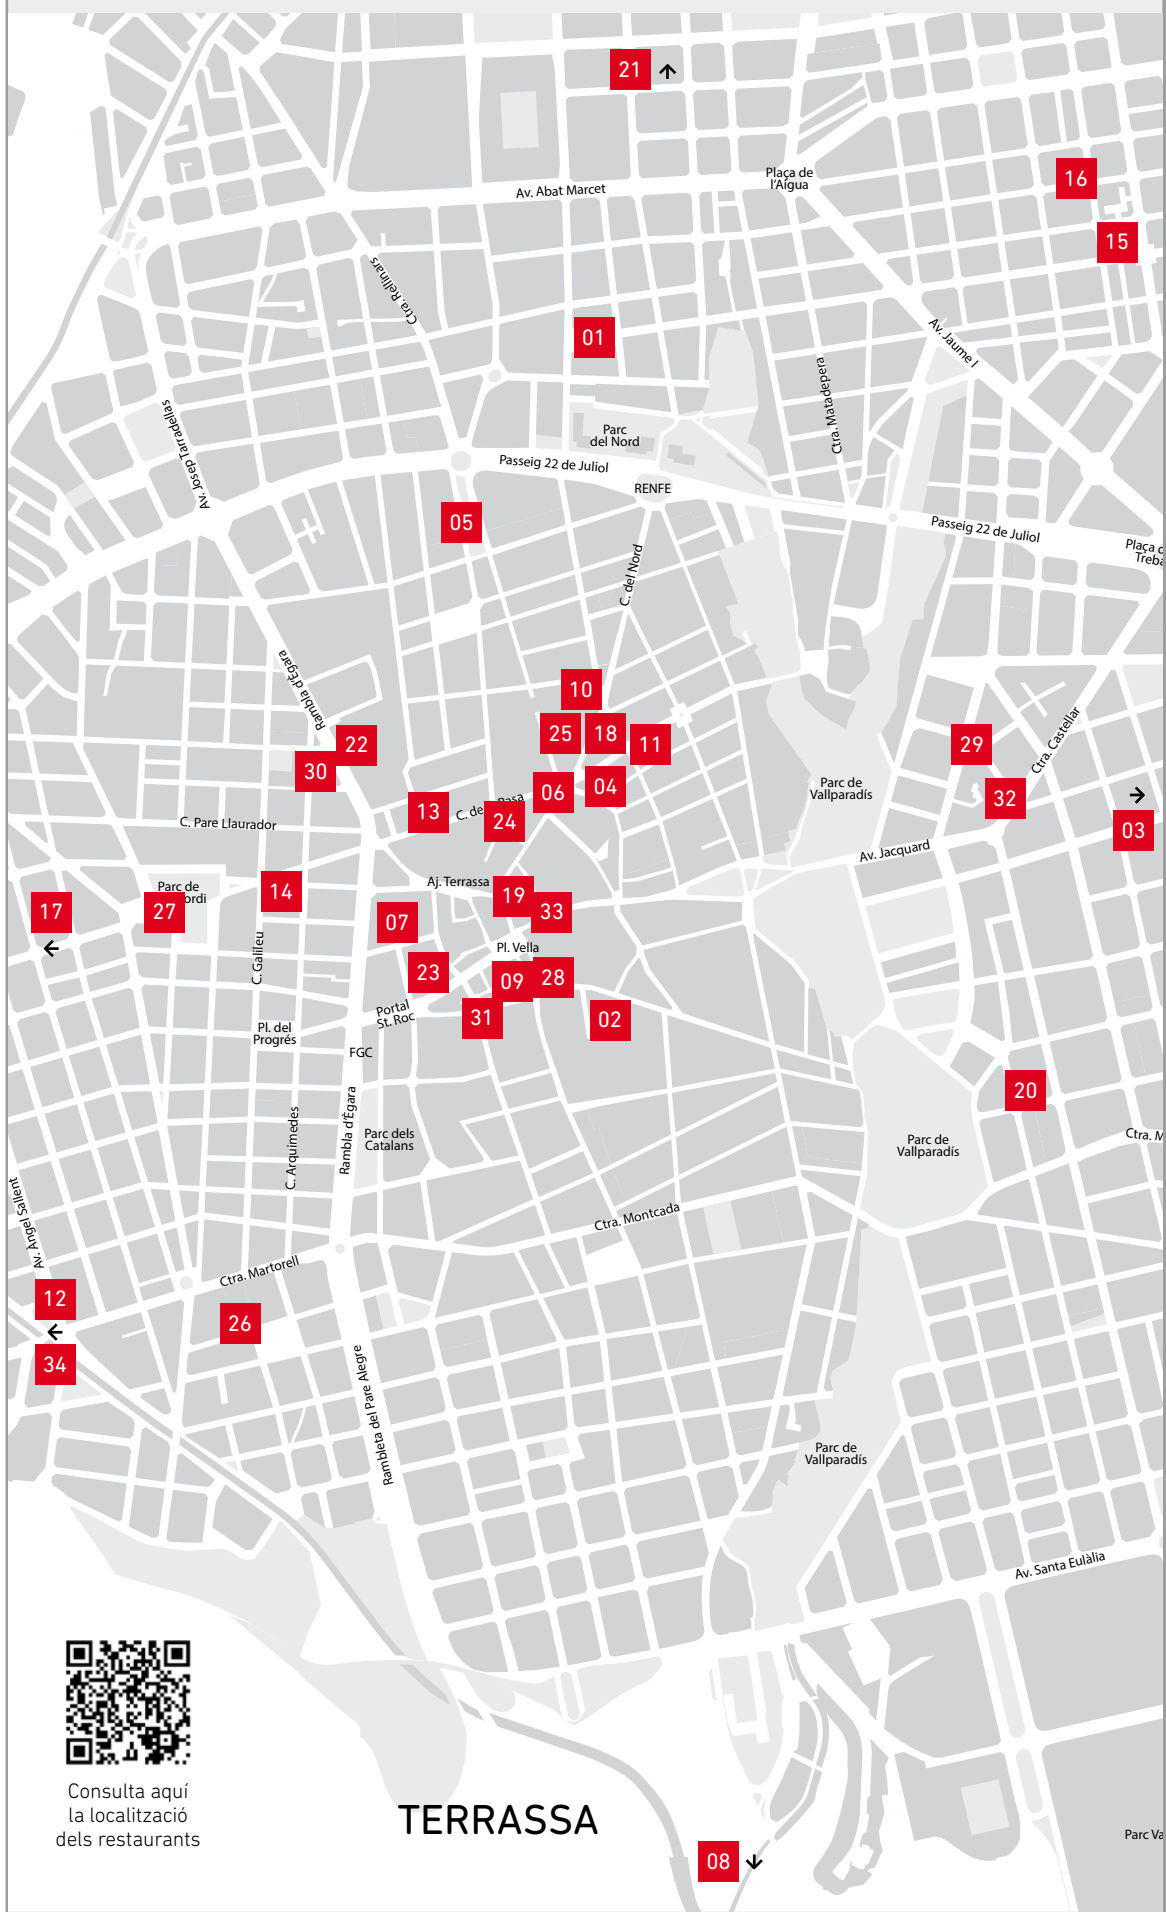 21
Plaça de
l'Aigua
16
Av. Abat Marcet
15
Ctra. Rellinars
01
Av. Jaume I
Ctra. Matadepera
Av. Josep Tarradellas
Parc
del Nord
Passeig 22 de Juliol
RENFE
05
Passeig 22 de Juliol
Plaça
C. del Nord
Rambla d'Ègara
10
22
25
18
11
29
Ctra. Castellar
30
06
04
Parc de
Vallparadís
32
13
C. de
24
03
C. Pare Llaurador
Av. Jacquard
Aj. Terrassa
Parc de
14
19
17
27
07
33
Pl. Vella
C. Galileu
23
09
28
31
02
Portal
St. Roc
Pl. del
Progrés
FGC
20
Rambla d'Ègara
C. Arquimedes
Parc dels
Catalans
Parc de
Vallparadís
Ctra. M
Av. Àngel Sallent
Ctra. Montcada
Ctra. Martorell
12
26
34
Rambleta del Pare Alegre
Parc de
Vallparadís
Av. Santa Eulàlia
Consulta aquí
la localització
dels restaurants
TERRASSA
Parc Va
08